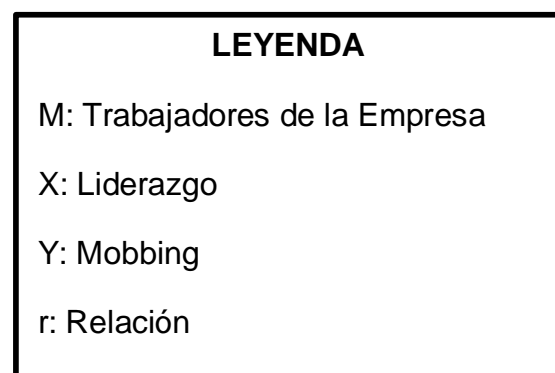 LEYENDA
M: Trabajadores de la Empresa
X: Liderazgo
Y: Mobbing
r: Relación